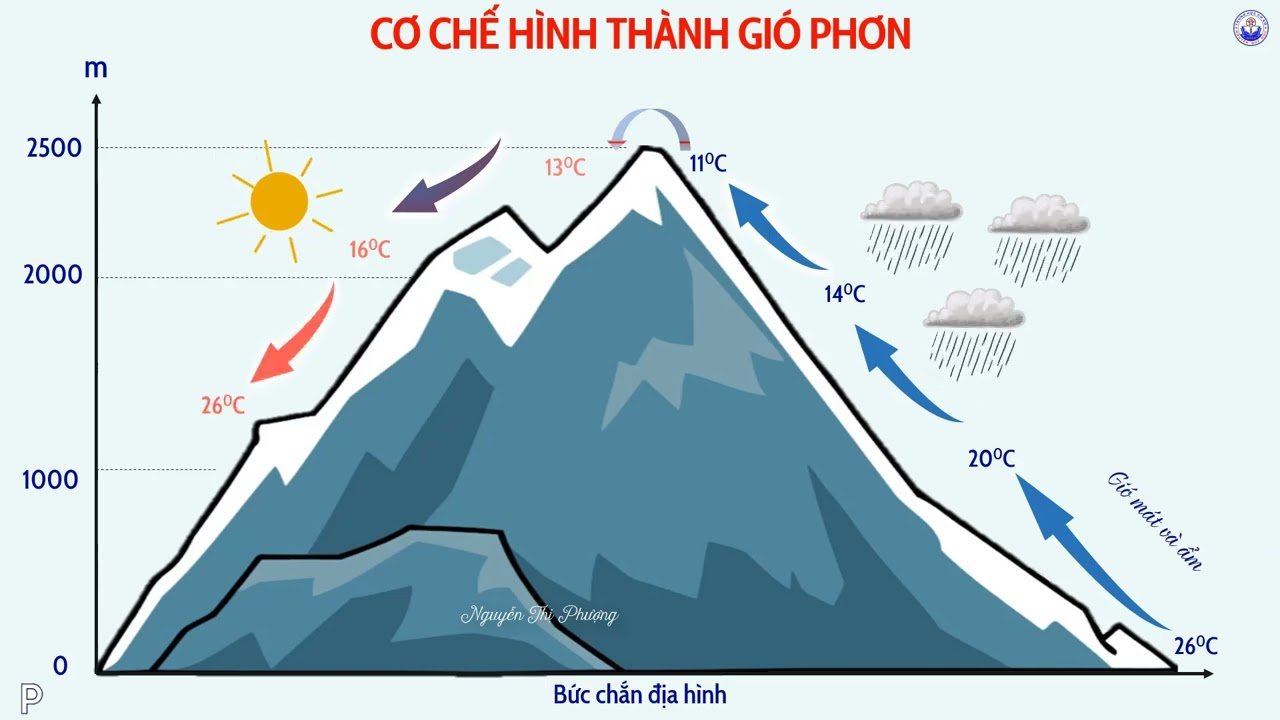 CƠ CHẾ HÌNH THÀNH GIÓ PHƠN
m
2500
13⁰C
11⁰C
16⁰C
2000
14⁰C
26⁰C
20⁰C
1000
Gió mát và ẩm
Nguyễn Thị Phượng
26⁰C
0
Bức chắn địa hình
P